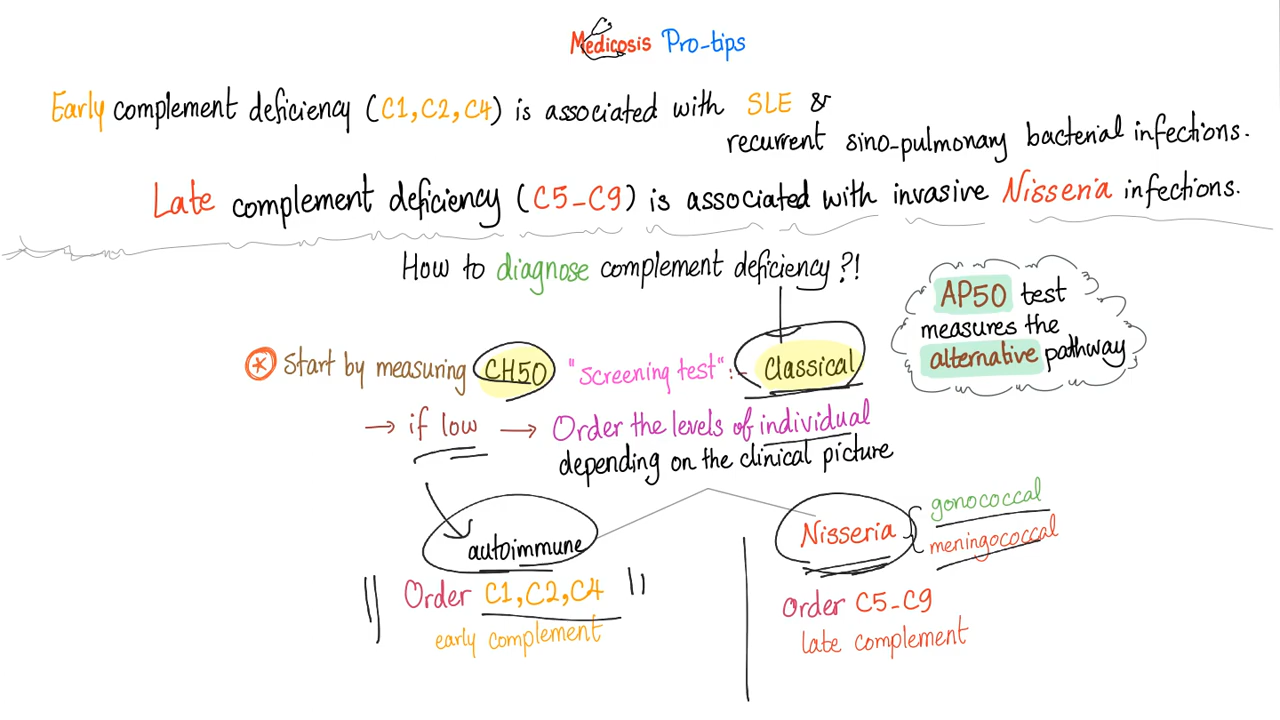 Medicosis Pro-tips
Early complement deficiency (C1,C2,C4) is associated with SLE &
recurrent sino-pulmonary bacterial infections.
Late complement deficiency (C5-C9) is associated with invasive Nisseria infections.
How to diagnose complement deficiency ?!
AP50 test
measures the
alternative pathway
* Start by measuring CH50 "screening test" :- Classical
→ if low → Order the levels of individual
depending on the clinical picture
autoimmune
Order C1,C2,C4
early complement
Nisseria { gonococcal
meningococcal
Order C5-C9
late complement